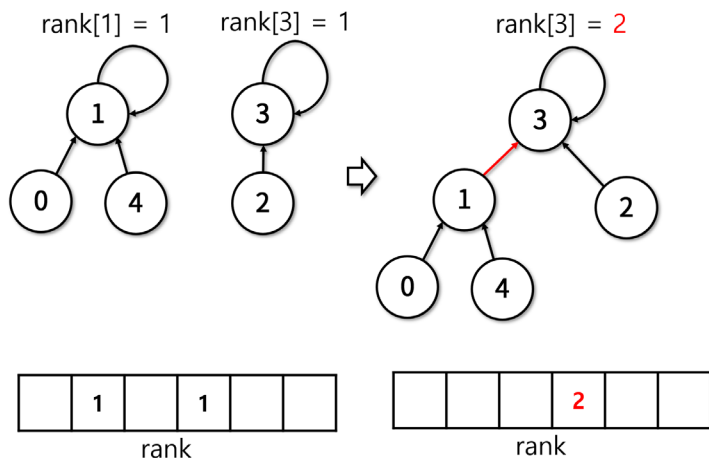 rank[1] = 1 rank[3] = 1 rank[3] = 2
1 3 3
0 4 2 1 2
0 4
1 1 2
rank rank